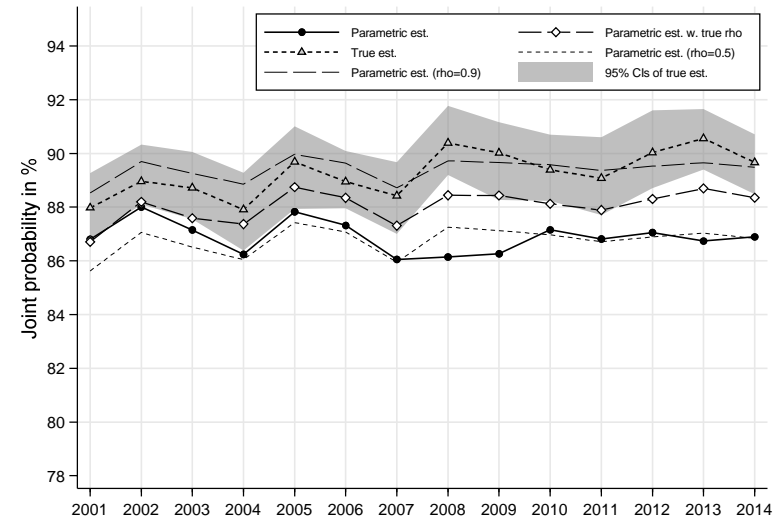 Parametric est.
True est.
Parametric est. (rho=0.9)
Parametric est. w. true rho
Parametric est. (rho=0.5)
95% CIs of true est.
Joint probability in %
94
92
90
88
86
84
82
80
78
2001 2002 2003 2004 2005 2006 2007 2008 2009 2010 2011 2012 2013 2014